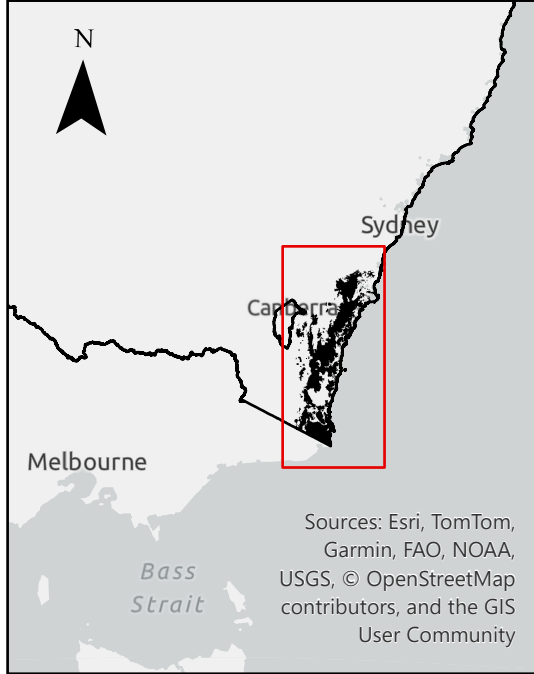 N
Sydney
Canberra
Melbourne
Bass
Strait
Sources: Esri, TomTom,
Garmin, FAO, NOAA,
USGS, © OpenStreetMap
contributors, and the GIS
User Community